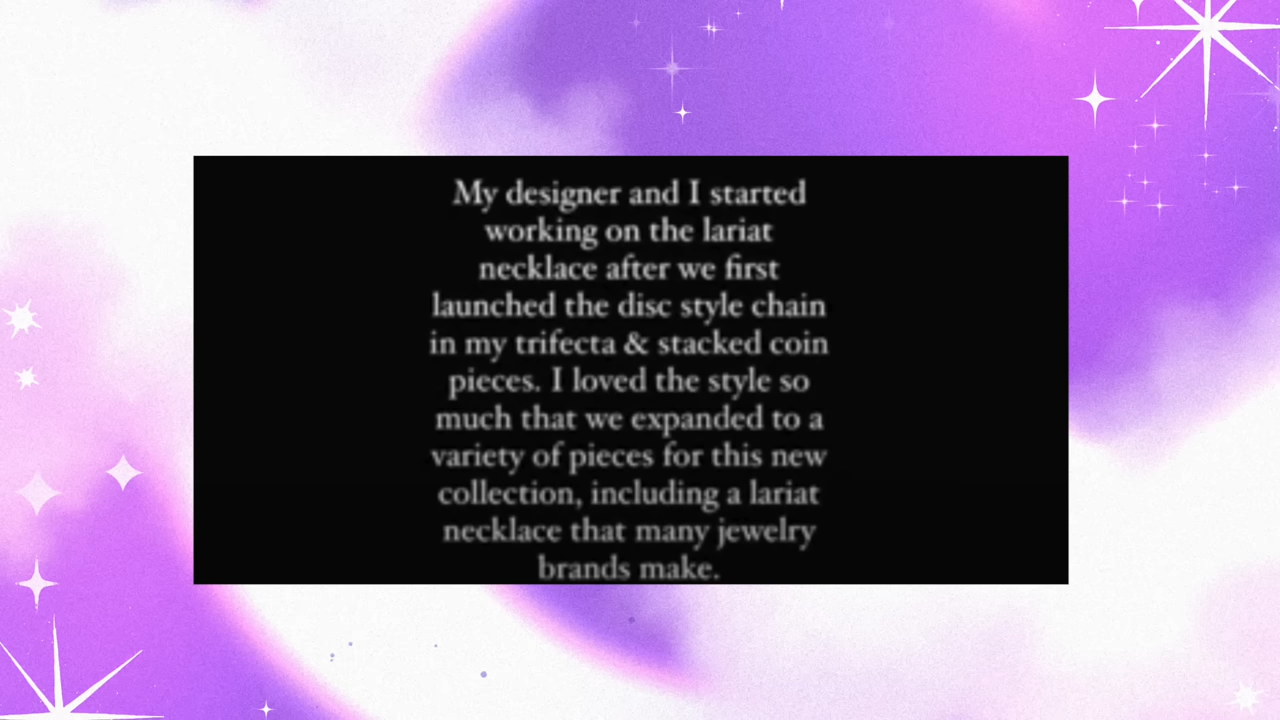 My designer and I started
working on the lariat
necklace after we first
launched the disc style chain
in my trifecta & stacked coin
pieces. I loved the style so
much that we expanded to a
variety of pieces for this new
collection, including a lariat
necklace that many jewelry
brands make.